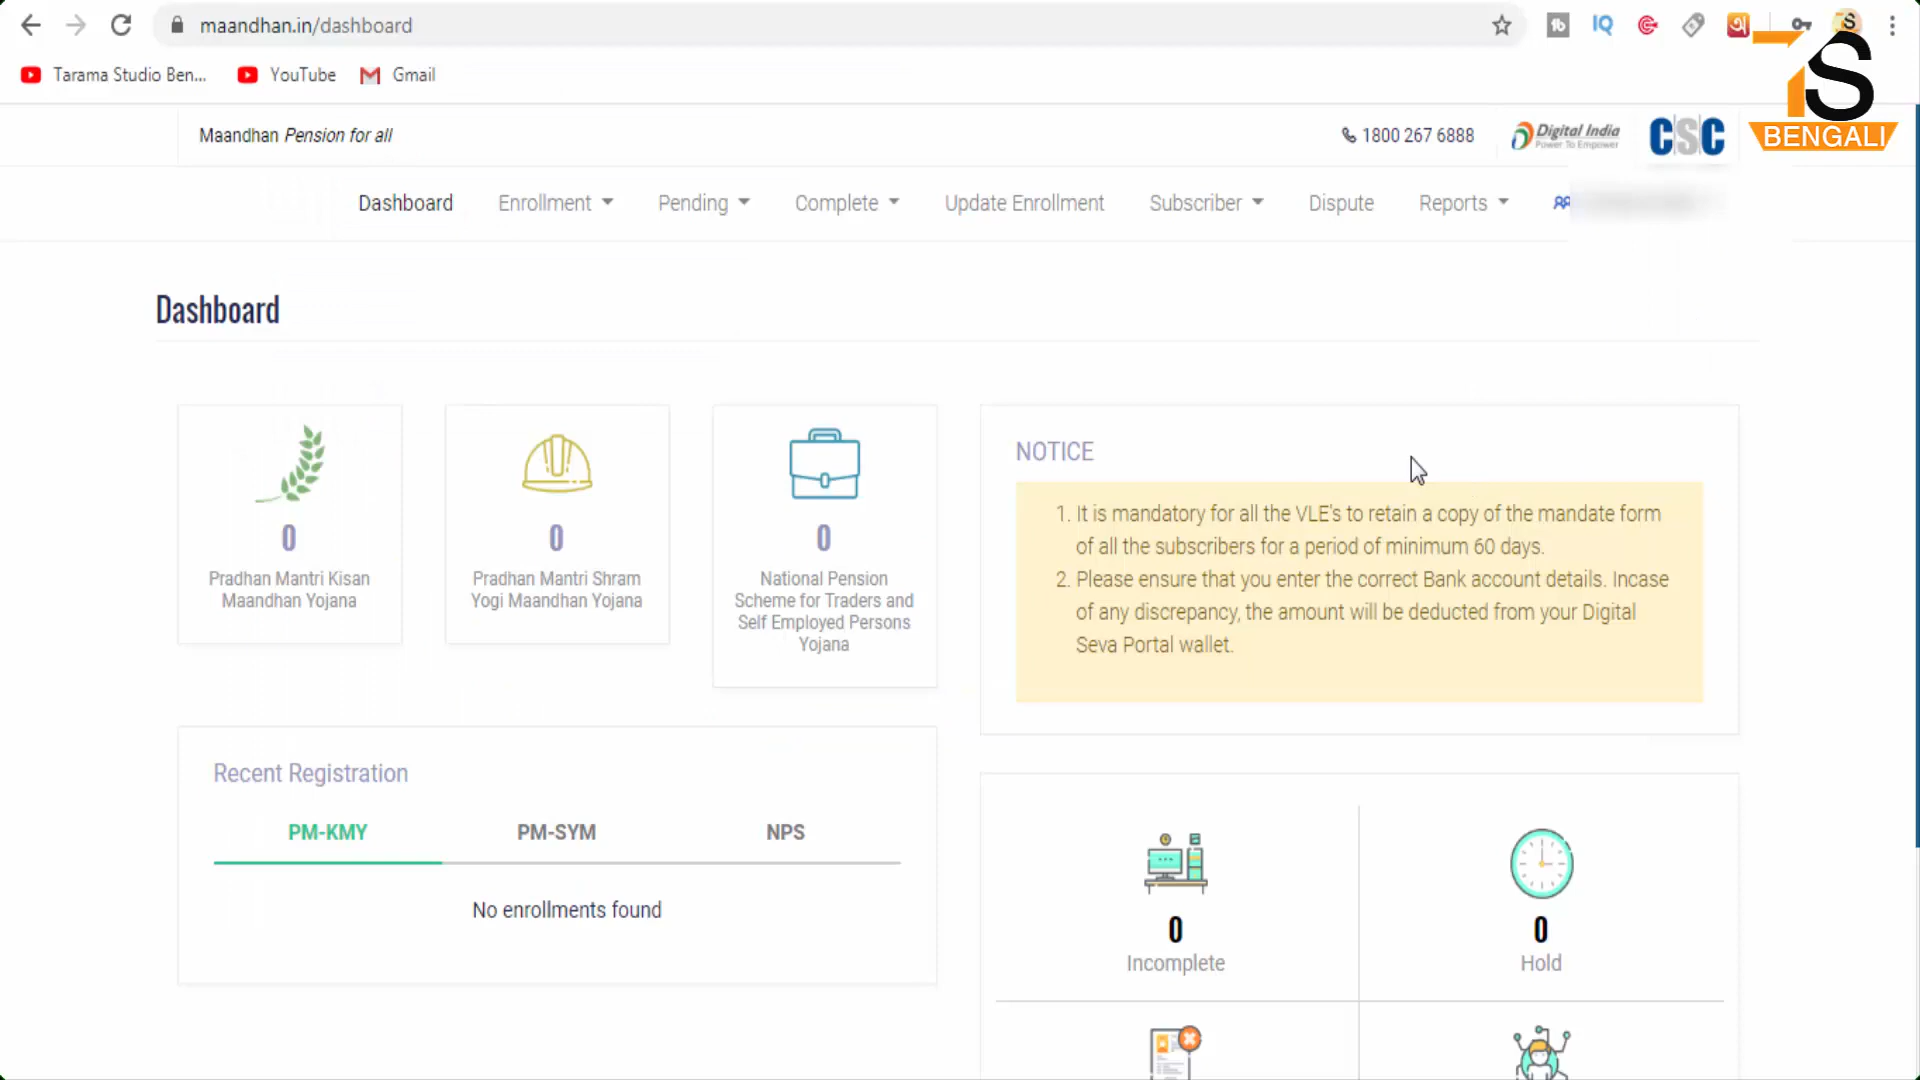 maandhan.in/dashboard
Tarama Studio Ben...
YouTube
Gmail
S
BENGALI
Maandhan Pension for all
1800 267 6888
Digital India
Power To Empower
CSC
Dashboard
Enrollment
Pending
Complete
Update Enrollment
Subscriber
Dispute
Reports
Dashboard
0
Pradhan Mantri Kisan
Maandhan Yojana
0
Pradhan Mantri Shram
Yogi Maandhan Yojana
0
National Pension
Scheme for Traders and
Self Employed Persons
Yojana
NOTICE
1. It is mandatory for all the VLE's to retain a copy of the mandate form
of all the subscribers for a period of minimum 60 days.
2. Please ensure that you enter the correct Bank account details. Incase
of any discrepancy, the amount will be deducted from your Digital
Seva Portal wallet.
Recent Registration
PM-KMY
PM-SYM
NPS
No enrollments found
0
Incomplete
0
Hold